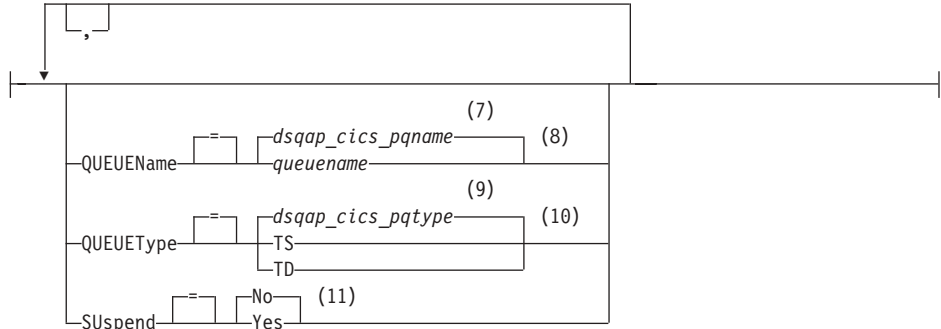 ,
(7)
= dsqap_cics_pqname (8)
QUEUEName queuename
(9)
= dsqap_cics_pqtype (10)
QUEUEType TS
TD
= No (11)
SUspend Yes